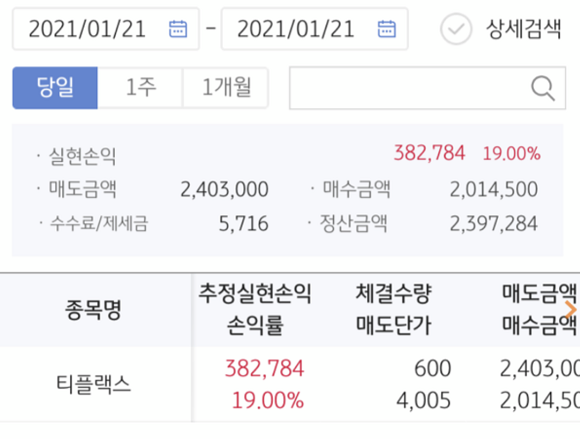 2021/01/21 - 2021/01/21 상세검색
당일 1주 1개월
· 실현손익 382,784 19.00%
· 매도금액 2,403,000 · 매수금액 2,014,500
· 수수료/제세금 5,716 · 정산금액 2,397,284
종목명 추정실현손익 체결수량 매도금액
손익률 매도단가 매수금액
티플랙스 382,784 600 2,403,00
19.00% 4,005 2,014,50